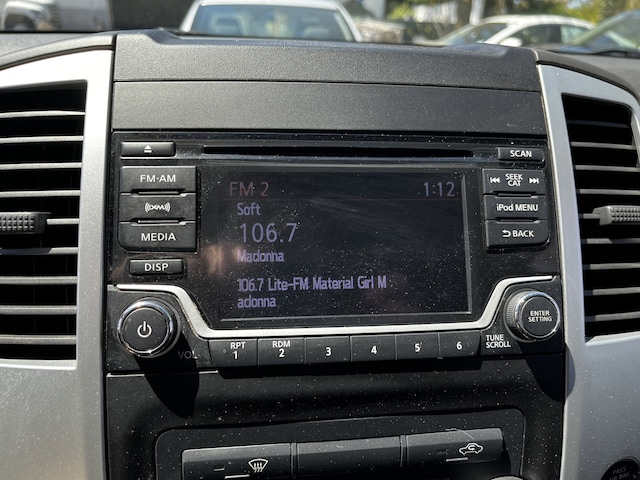 SCAN
FM·AM
SEEK
CAT
FM 2 1:12
((XM))
Soft
iPod MENU
106.7
MEDIA
BACK
Madonna
DISP
106.7 Lite-FM Material Girl M
adonna
ENTER
SETTING
VOL
RPT
1
RDM
2
3
4
5
6
TUNE
SCROLL
PASS